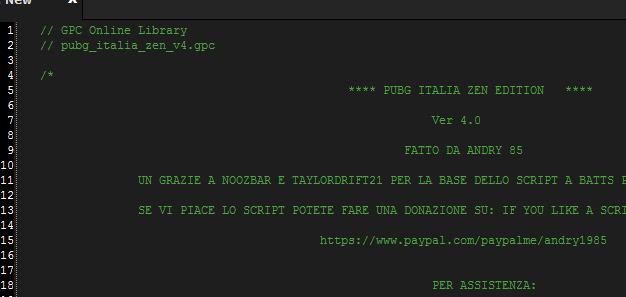 New x
1 // GPC Online Library
2 // pubg_italia_zen_v4.gpc
3
4 /*
5 **** PUBG ITALIA ZEN EDITION ****
6
7 Ver 4.0
8
9 FATTO DA ANDRY 85
10
11 UN GRAZIE A NOOZBAR E TAYLORDRIFT21 PER LA BASE DELLO SCRIPT A BATTS
12
13 SE VI PIACE LO SCRIPT POTETE FARE UNA DONAZIONE SU: IF YOU LIKE A
14
15 https://www.paypal.com/paypalme/andry1985
16
17
18 PER ASSISTENZA: